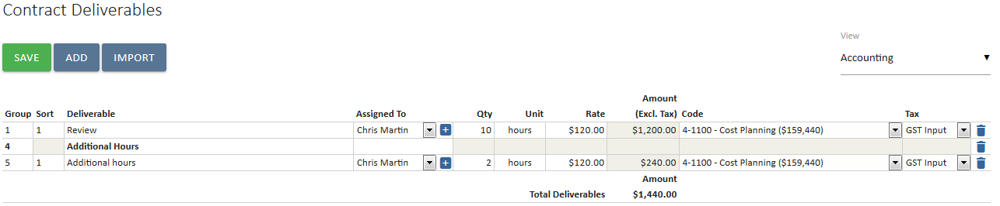 Contract Deliverables
View
SAVE ADD IMPORT Accounting
Amount
Group Sort Deliverable Assigned To Qty Unit Rate (Excl. Tax) Code Tax
1 1 Review Chris Martin 10 hours $120.00 $1,200.00 4-1100 - Cost Planning ($159,440) GST Input
4 Additional Hours
5 1 Additional hours Chris Martin 2 hours $120.00 $240.00 4-1100 - Cost Planning ($159,440) GST Input
Amount
Total Deliverables $1,440.00